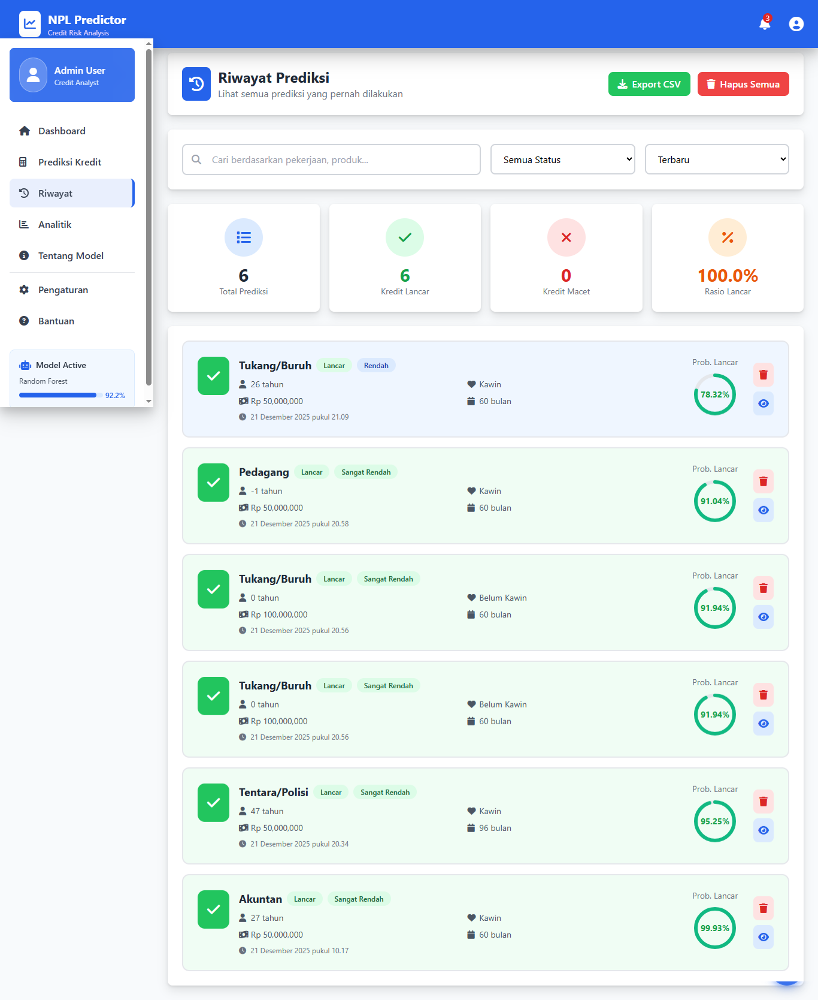 NPL Predictor
Credit Risk Analysis
3
Admin User
Credit Analyst
Dashboard
Prediksi Kredit
Riwayat
Analitik
Tentang Model
Pengaturan
Bantuan
Model Active
Random Forest
92.2%
Riwayat Prediksi
Lihat semua prediksi yang pernah dilakukan
Export CSV
Hapus Semua
Cari berdasarkan pekerjaan, produk...
Semua Status
Terbaru
6
Total Prediksi
6
Kredit Lancar
0
Kredit Macet
100.0%
Rasio Lancar
Tukang/Buruh Lancar Rendah
26 tahun
Kawin
Rp 50,000,000
60 bulan
21 Desember 2025 pukul 21.09
Prob. Lancar
78.32%
Pedagang Lancar Sangat Rendah
-1 tahun
Kawin
Rp 50,000,000
60 bulan
21 Desember 2025 pukul 20.58
Prob. Lancar
91.04%
Tukang/Buruh Lancar Sangat Rendah
0 tahun
Belum Kawin
Rp 100,000,000
60 bulan
21 Desember 2025 pukul 20.56
Prob. Lancar
91.94%
Tukang/Buruh Lancar Sangat Rendah
0 tahun
Belum Kawin
Rp 100,000,000
60 bulan
21 Desember 2025 pukul 20.56
Prob. Lancar
91.94%
Tentara/Polisi Lancar Sangat Rendah
47 tahun
Kawin
Rp 50,000,000
96 bulan
21 Desember 2025 pukul 20.34
Prob. Lancar
95.25%
Akuntan Lancar Sangat Rendah
27 tahun
Kawin
Rp 50,000,000
60 bulan
21 Desember 2025 pukul 10.17
Prob. Lancar
99.93%